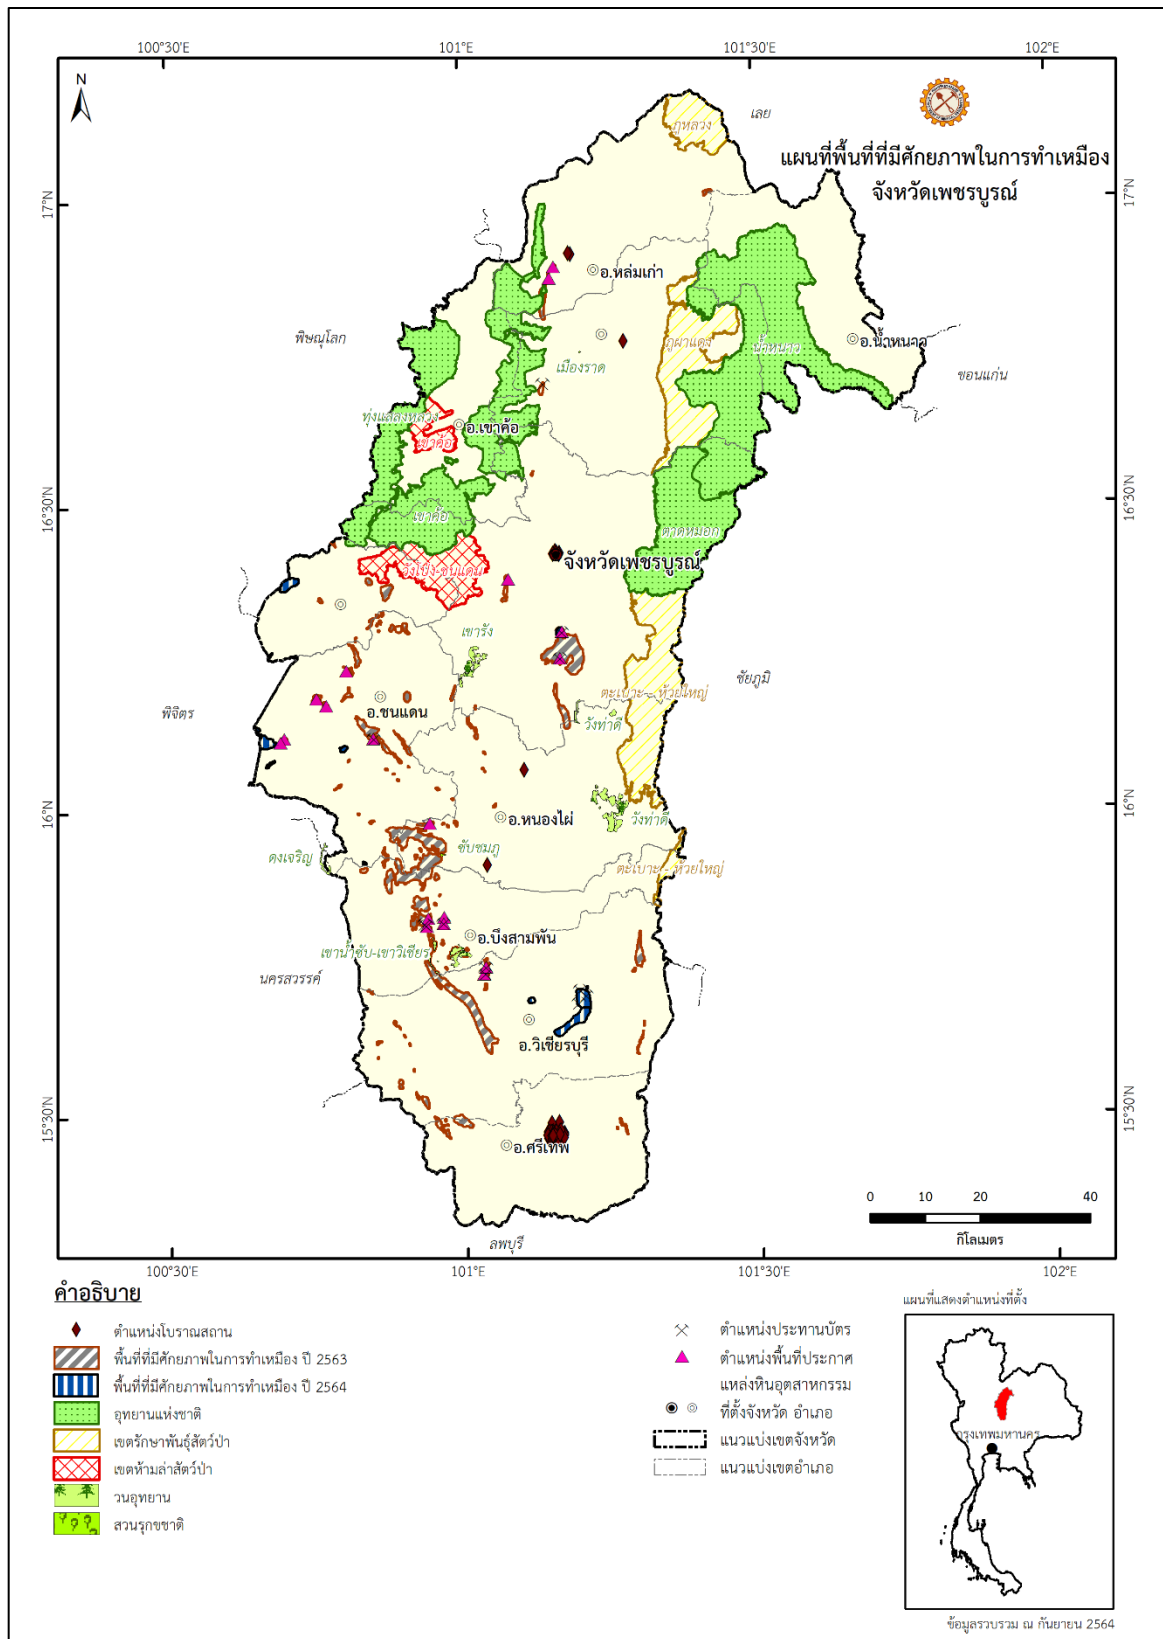 100°30'E
101°E
101°30'E
102°E
N
เลย
ภูหลวง
แผนที่พื้นที่ที่มีศักยภาพในการทำเหมือง
จังหวัดเพชรบูรณ์
17°N
17°N
อ.หล่มเก่า
พิษณุโลก
เมืองราด
ภูผาแดง
น้ำหนาว
อ.น้ำหนาว
ขอนแก่น
ทุ่งแสลงหลวง
อ.เขาค้อ
เขาค้อ
16°30'N
16°30'N
เขาค้อ
ตาดหมอก
จังหวัดเพชรบูรณ์
วังโป่ง-ชนแดน
เขารัง
ชัยภูมิ
ตะเบาะ - ห้วยใหญ่
พิจิตร
อ.ชนแดน
วังท่าดี
16°N
16°N
อ.หนองไผ่
วังท่าดี
ซับชมภู
ดงเจริญ
ตะเบาะ - ห้วยใหญ่
อ.บึงสามพัน
เขาน้ำซับ-เขาวิเชียร
นครสวรรค์
อ.วิเชียรบุรี
15°30'N
15°30'N
อ.ศรีเทพ
0 10 20 40
กิโลเมตร
ลพบุรี
100°30'E
101°E
101°30'E
102°E
คำอธิบาย
ตำแหน่งโบราณสถาน
พื้นที่ที่มีศักยภาพในการทำเหมือง ปี 2563
พื้นที่ที่มีศักยภาพในการทำเหมือง ปี 2564
อุทยานแห่งชาติ
เขตรักษาพันธุ์สัตว์ป่า
เขตห้ามล่าสัตว์ป่า
วนอุทยาน
สวนรุกขชาติ
ตำแหน่งประทานบัตร
ตำแหน่งพื้นที่ประกาศ
แหล่งหินอุตสาหกรรม
ที่ตั้งจังหวัด อำเภอ
แนวแบ่งเขตจังหวัด
แนวแบ่งเขตอำเภอ
แผนที่แสดงตำแหน่งที่ตั้ง
กรุงเทพมหานคร
ข้อมูลรวบรวม ณ กันยายน 2564